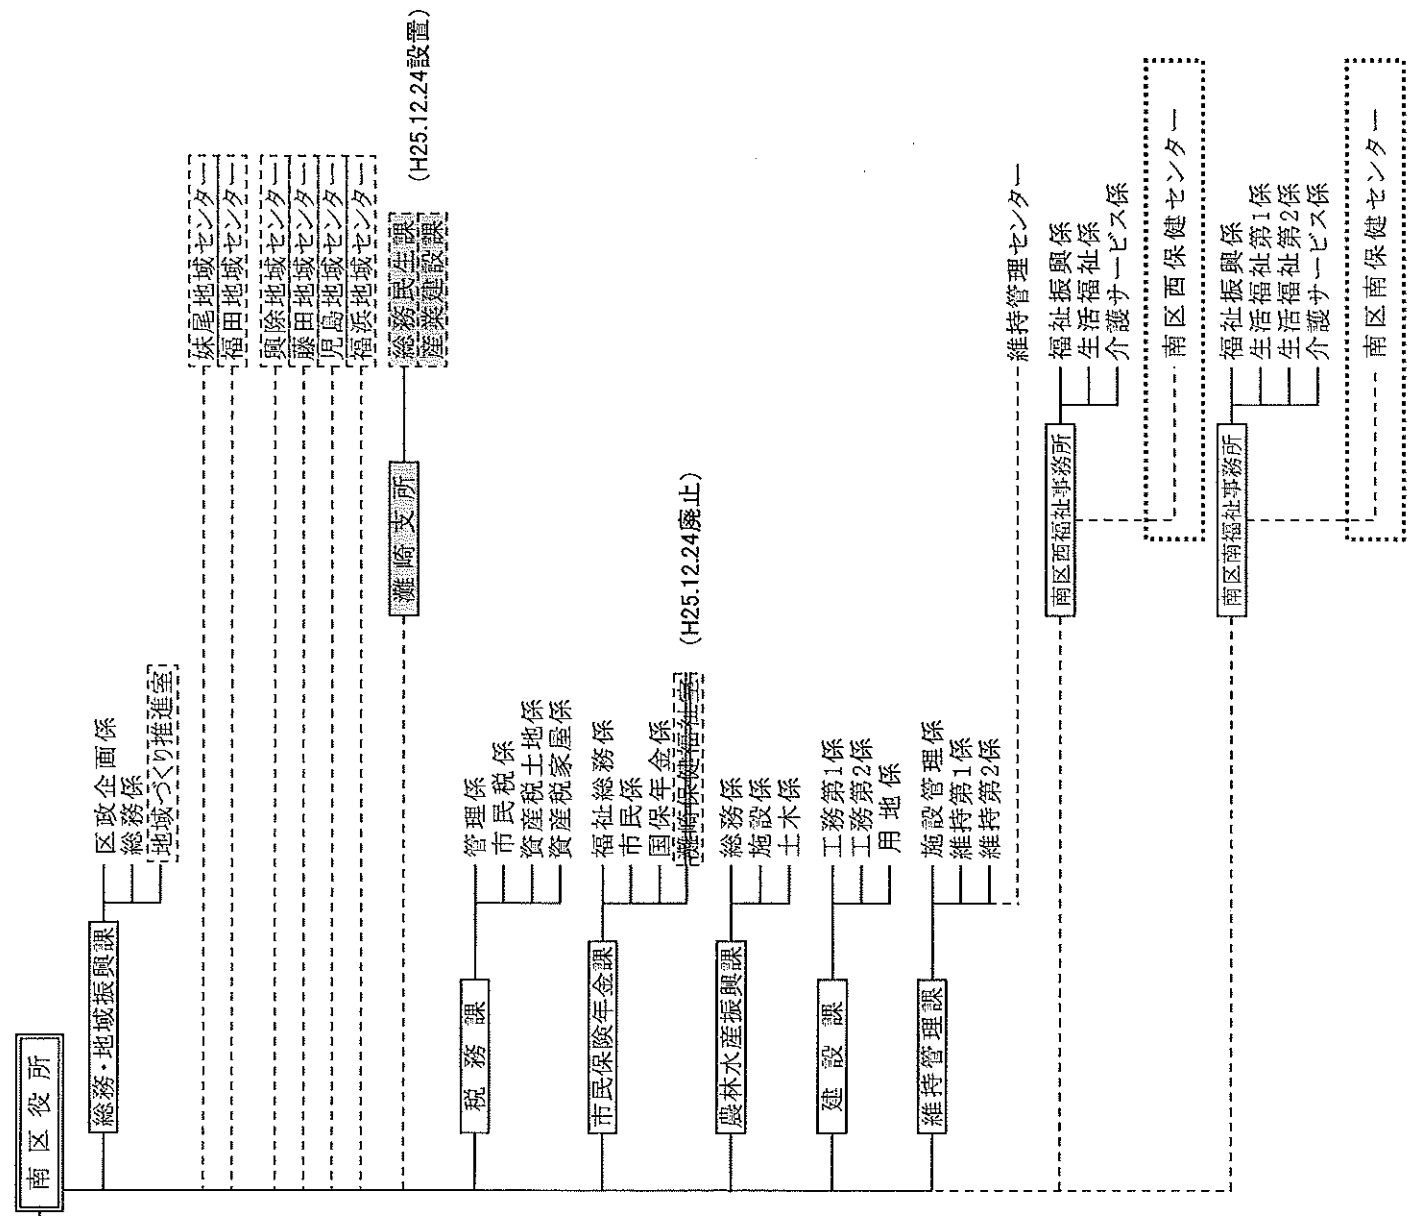 南区役所
総務・地域振興課
区政企画係
総務係
地域づくり推進室
妹尾地域センター
福田地域センター
興除地域センター
藤田地域センター
児島地域センター
福浜地域センター
灘崎支所
総務民生課
産業建設課
(H25.12.24設置)
税務課
管理係
市民税係
資産税土地係
資産税家屋係
市民保険年金課
福祉総務係
市民係
国保年金係
灘崎保健福祉室
(H25.12.24廃止)
農林水産振興課
総務係
施設係
土木係
建設課
工務第1係
工務第2係
用地係
維持管理課
施設管理係
維持第1係
維持第2係
維持管理センター
南区西福祉事務所
福祉振興係
生活福祉係
介護サービス係
南区西保健センター
南区南福祉事務所
福祉振興係
生活福祉第1係
生活福祉第2係
介護サービス係
南区南保健センター